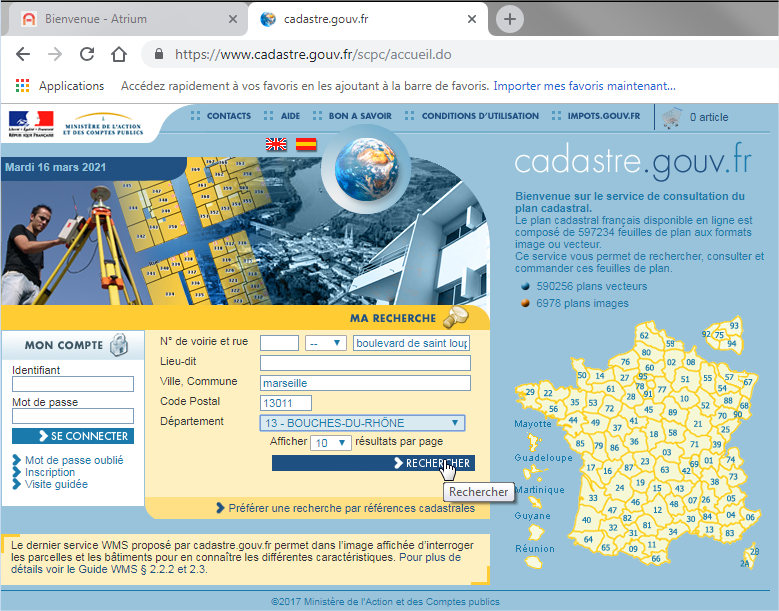 Bienvenue - Atrium
cadastre.gouv.fr
https://www.cadastre.gouv.fr/scpc/accueil.do
Applications
Accédez rapidement à vos favoris en les ajoutant à la barre de favoris. Importer mes favoris maintenant...
MINISTÈRE DE L'ACTION
ET DES COMPTES PUBLICS
CONTACTS
AIDE
BON A SAVOIR
CONDITIONS D'UTILISATION
IMPOTS.GOUV.FR
0 article
Mardi 16 mars 2021
cadastre.gouv.fr
Bienvenue sur le service de consultation du
plan cadastral.
Le plan cadastral français disponible en ligne est
composé de 597234 feuilles de plan aux formats
image ou vecteur.
Ce service vous permet de rechercher, consulter et
commander ces feuilles de plan.
590256 plans vecteurs
6978 plans images
MA RECHERCHE
MON COMPTE
Identifiant
Mot de passe
SE CONNECTER
Mot de passe oublié
Inscription
Visite guidée
N° de voirie et rue
--
boulevard de saint loup
Lieu-dit
Ville, Commune
marseille
Code Postal
13011
Département
13 - BOUCHES-DU-RHÔNE
Afficher 10 résultats par page
RECHERCHER
Rechercher
Préférer une recherche par références cadastrales
Mayotte
Guadeloupe
Martinique
Guyane
Réunion
Le dernier service WMS proposé par cadastre.gouv.fr permet dans l'image affichée d'interroger
les parcelles et les bâtiments pour en connaître les différentes caractéristiques. Pour plus de
détails voir le Guide WMS § 2.2.2 et 2.3.
©2017 Ministère de l'Action et des Comptes publics